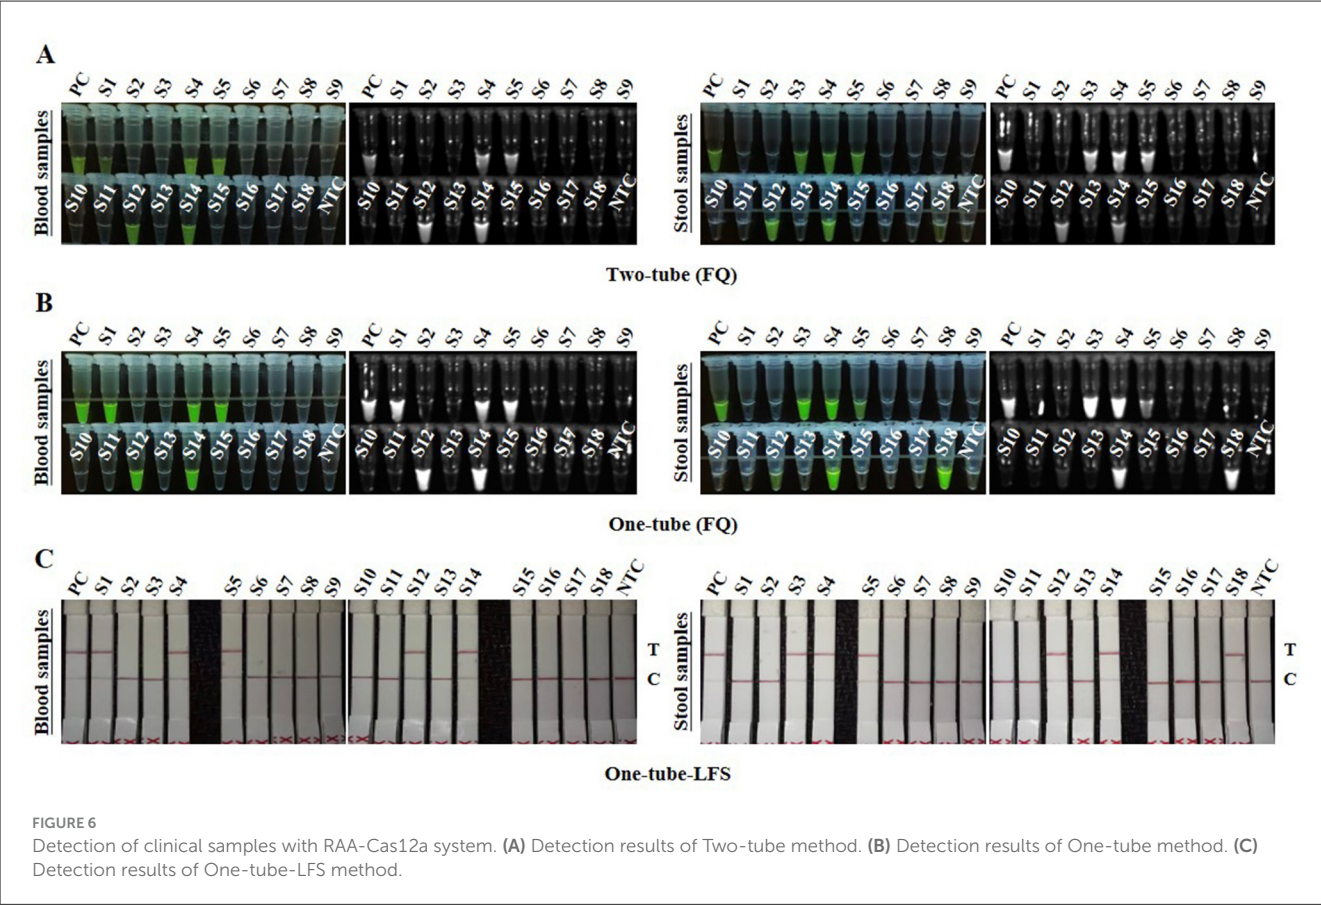 A
PC S1 S2 S3 S4 S5 S6 S7 S8 S9 PC S1 S2 S3 S4 S5 S6 S7 S8 S9 PC S1 S2 S3 S4 S5 S6 S7 S8 S9 PC S1 S2 S3 S4 S5 S6 S7 S8 S9
Blood samples
Stool samples
S10 S11 S12 S13 S14 S15 S16 S17 S18 NTC S10 S11 S12 S13 S14 S15 S16 S17 S18 NTC S10 S11 S12 S13 S14 S15 S16 S17 S18 NTC S10 S11 S12 S13 S14 S15 S16 S17 S18 NTC
Two-tube (FQ)
B
PC S1 S2 S3 S4 S5 S6 S7 S8 S9 PC S1 S2 S3 S4 S5 S6 S7 S8 S9 PC S1 S2 S3 S4 S5 S6 S7 S8 S9 PC S1 S2 S3 S4 S5 S6 S7 S8 S9
Blood samples
Stool samples
S10 S11 S12 S13 S14 S15 S16 S17 S18 NTC S10 S11 S12 S13 S14 S15 S16 S17 S18 NTC S10 S11 S12 S13 S14 S15 S16 S17 S18 NTC S10 S11 S12 S13 S14 S15 S16 S17 S18 NTC
One-tube (FQ)
C
PC S1 S2 S3 S4 S5 S6 S7 S8 S9 S10 S11 S12 S13 S14 S15 S16 S17 S18 NTC PC S1 S2 S3 S4 S5 S6 S7 S8 S9 S10 S11 S12 S13 S14 S15 S16 S17 S18 NTC
Blood samples
T
C
Stool samples
T
C
One-tube-LFS
FIGURE 6
Detection of clinical samples with RAA-Cas12a system. (A) Detection results of Two-tube method. (B) Detection results of One-tube method. (C)
Detection results of One-tube-LFS method.